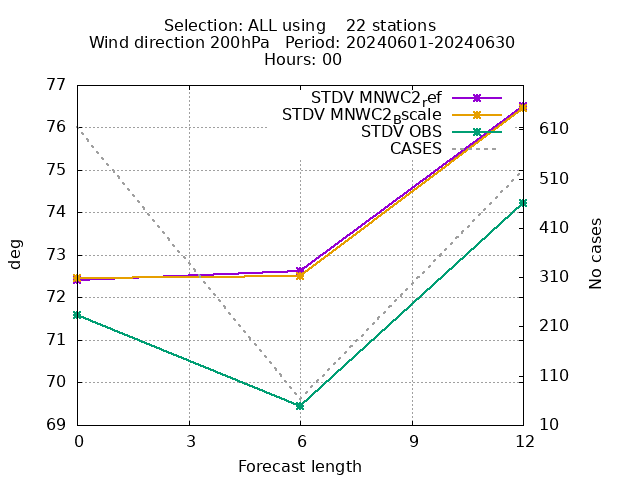 Selection: ALL using    22 stations
Wind direction 200hPa   Period: 20240601-20240630
Hours: 00
77
76
75
74
73
72
71
70
69
STDV MNWC2ref
STDV MNWC2Bscale
STDV OBS
CASES
610
510
410
310
210
110
10
deg
No cases
0 3 6 9 12
Forecast length